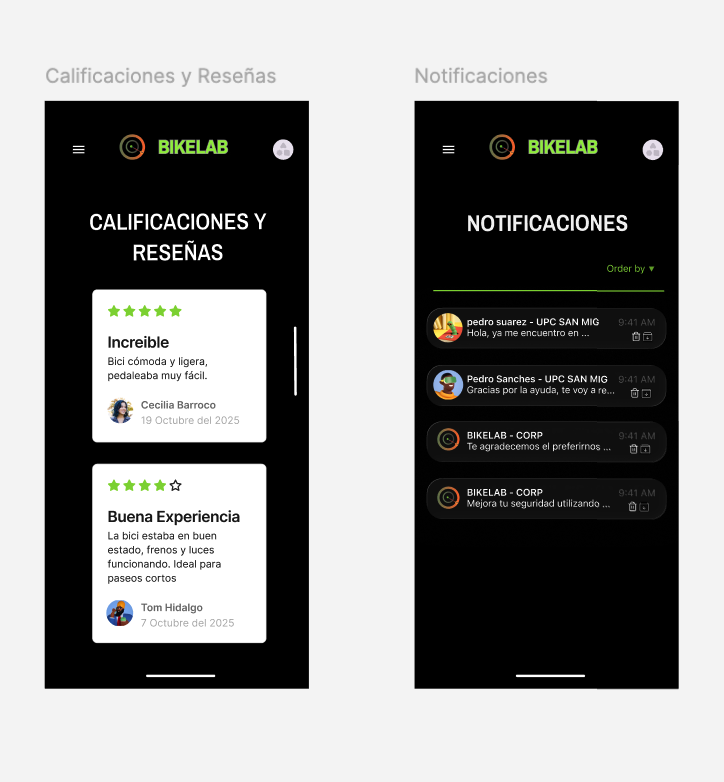 Calificaciones y Reseñas
BIKELAB
CALIFICACIONES Y
RESEÑAS
Increible
Bici cómoda y ligera,
pedaleaba muy fácil.
Cecilia Barroco
19 Octubre del 2025
Buena Experiencia
La bici estaba en buen
estado, frenos y luces
funcionando. Ideal para
paseos cortos
Tom Hidalgo
7 Octubre del 2025
Notificaciones
BIKELAB
NOTIFICACIONES
Order by ▼
pedro suarez - UPC SAN MIG
9:41 AM
Hola, ya me encuentro en ...
Pedro Sanches - UPC SAN MIG
9:41 AM
Gracias por la ayuda, te voy a re...
BIKELAB - CORP
9:41 AM
Te agradecemos el preferirnos ...
BIKELAB - CORP
9:41 AM
Mejora tu seguridad utilizando ...